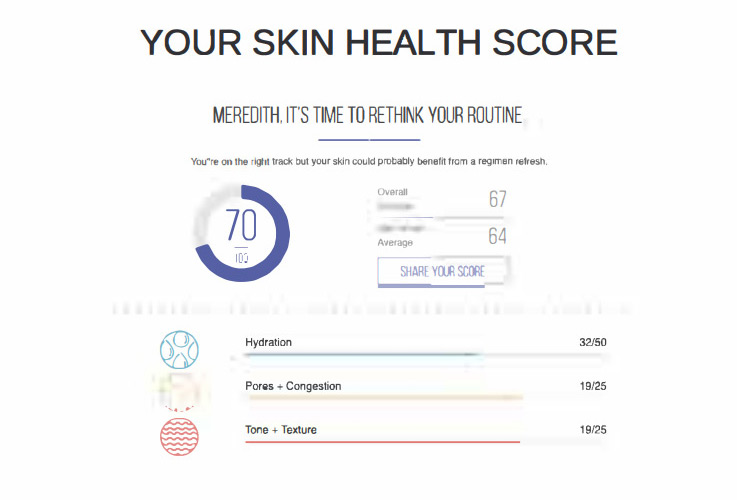 YOUR SKIN HEALTH SCORE
MEREDITH, IT'S TIME TO RETHINK YOUR ROUTINE
You"re on the right track but your skin could probably benefit from a regimen refresh.
70
100
Overall
67
Average
64
SHARE YOUR SCORE
Hydration 32/50
Pores + Congestion 19/25
Tone + Texture 19/25